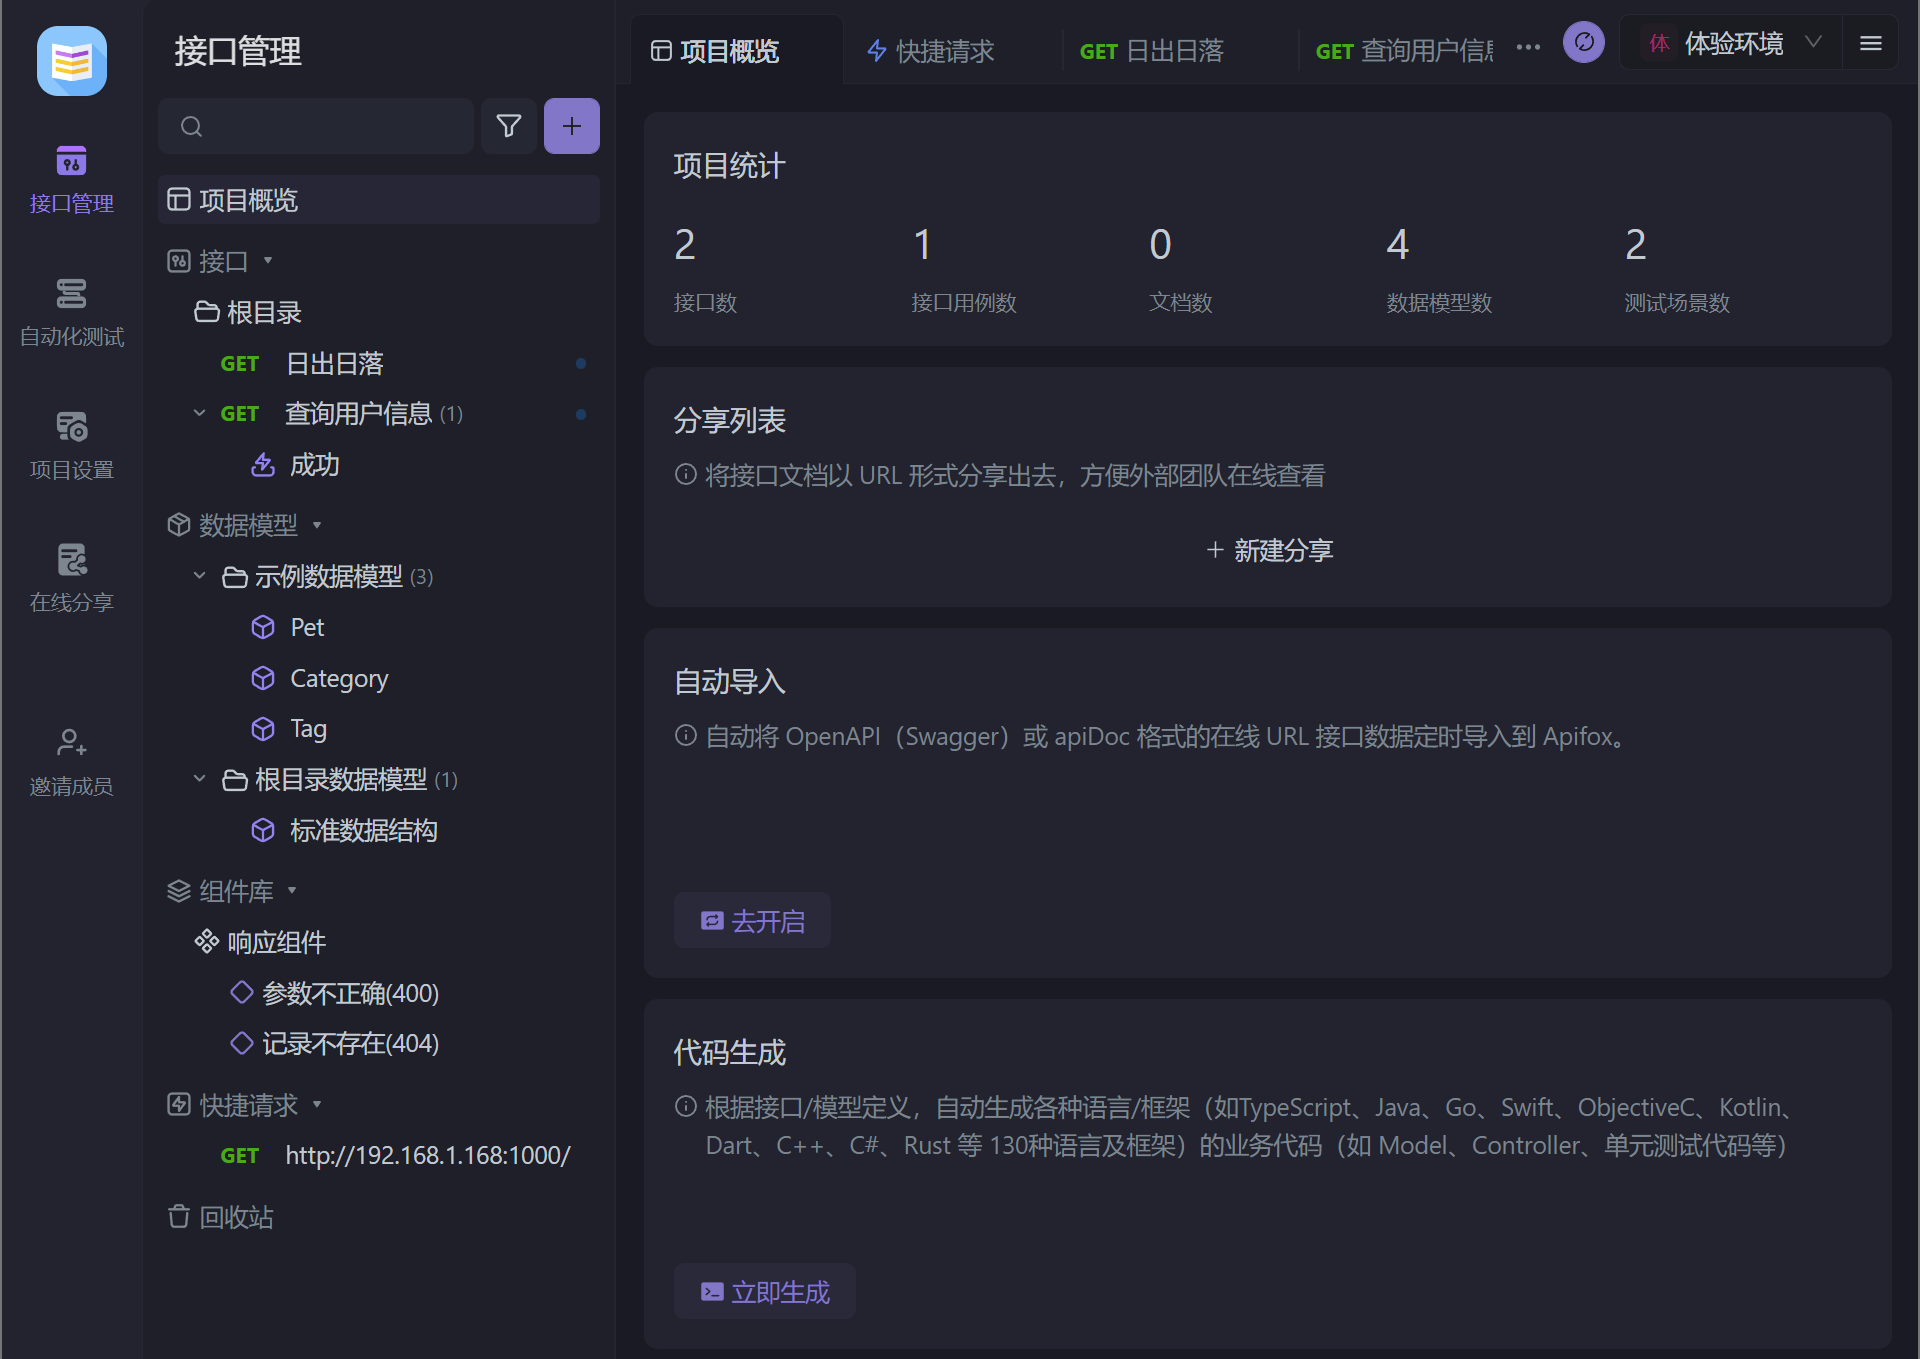 接口管理
自动化测试
项目设置
在线分享
邀请成员
接口管理
项目概览
接口
根目录
GET 日出日落
GET 查询用户信息 (1)
成功
数据模型
示例数据模型 (3)
Pet
Category
Tag
根目录数据模型 (1)
标准数据结构
组件库
响应组件
参数不正确(400)
记录不存在(404)
快捷请求
GET http://192.168.1.168:1000/
回收站
项目概览
快捷请求
GET 日出日落
GET 查询用户信息
体 体验环境
项目统计
2 1 0 4 2
接口数 接口用例数 文档数 数据模型数 测试场景数
分享列表
将接口文档以 URL 形式分享出去，方便外部团队在线查看
+ 新建分享
自动导入
自动将 OpenAPI（Swagger）或 apiDoc 格式的在线 URL 接口数据定时导入到 Apifox。
去开启
代码生成
根据接口/模型定义，自动生成各种语言/框架（如TypeScript、Java、Go、Swift、ObjectiveC、Kotlin、
Dart、C++、C#、Rust 等 130种语言及框架）的业务代码（如 Model、Controller、单元测试代码等）
立即生成